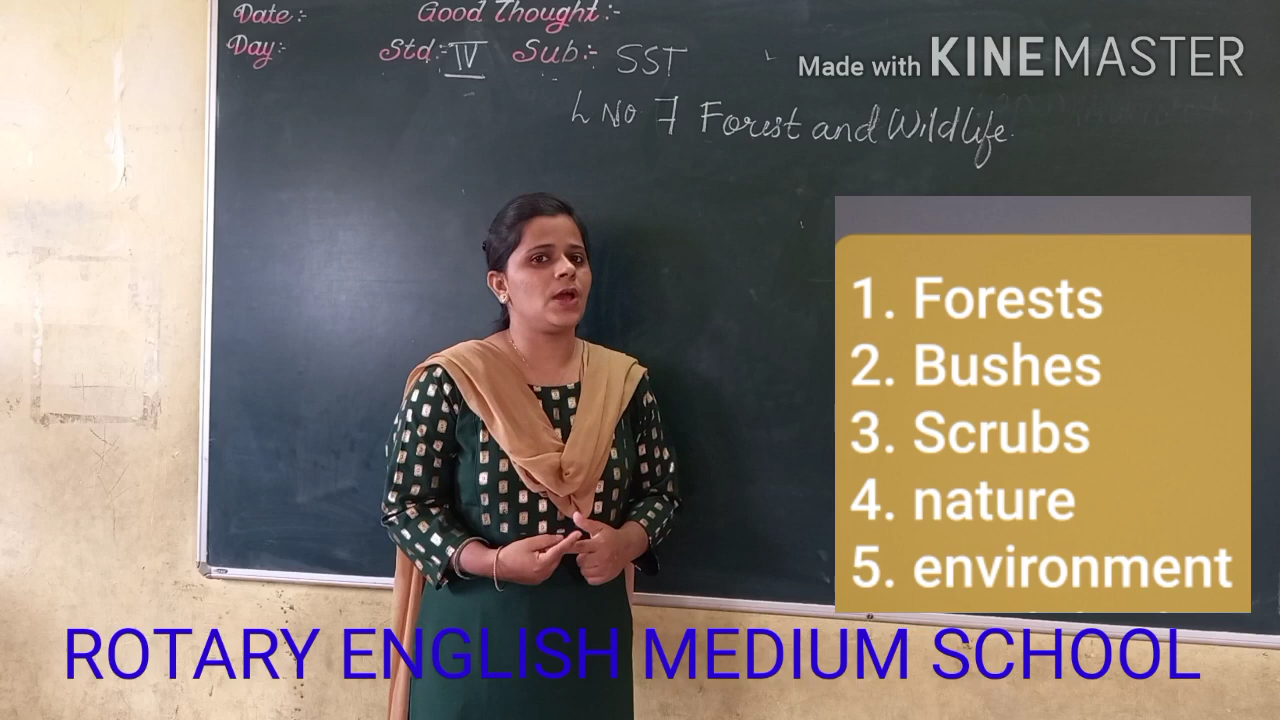 Date:- Good Thought:-
Day:- Std:- IV Sub:- SST
L No 7 Forest and Wildlife.
Made with KINEMASTER
1. Forests
2. Bushes
3. Scrubs
4. nature
5. environment
ROTARY ENGLISH MEDIUM SCHOOL